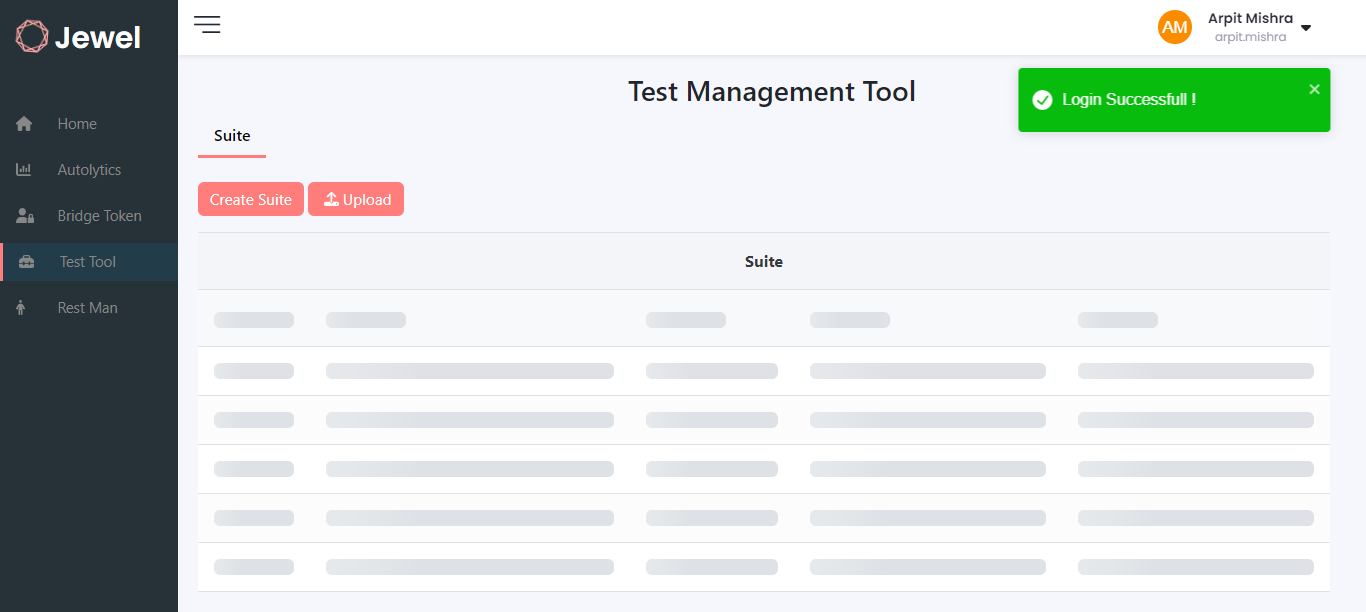 Jewel
AM
Arpit Mishra
arpit.mishra
Home
Autolytics
Bridge Token
Test Tool
Rest Man
Test Management Tool
Login Successfull !
Suite
Create Suite
Upload
Suite